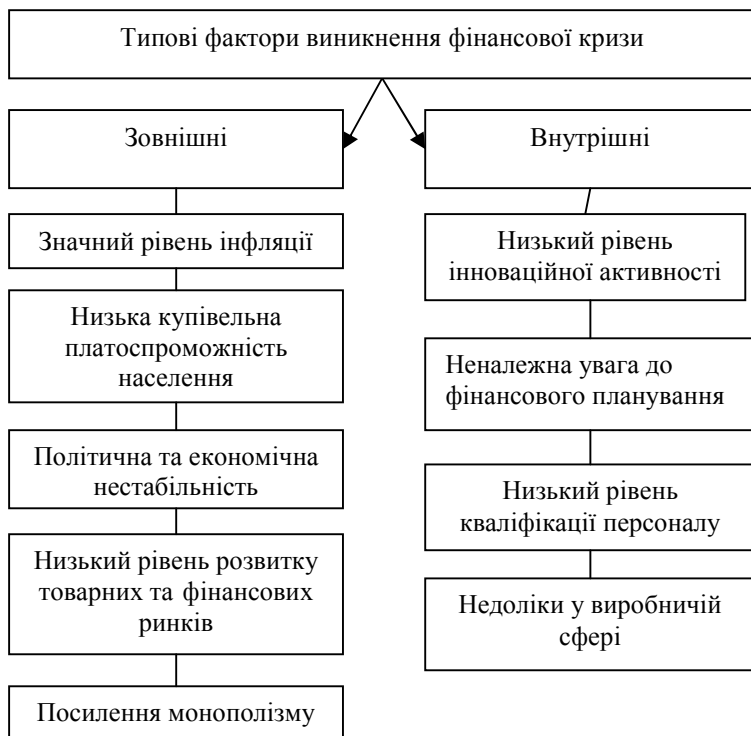 Типові фактори виникнення фінансової кризи
Зовнішні
Значний рівень інфляції
Низька купівельна
платоспроможність
населення
Політична та економічна
нестабільність
Низький рівень розвитку
товарних та фінансових
ринків
Посилення монополізму
Внутрішні
Низький рівень
інноваційної активності
Неналежна увага до
фінансового планування
Низький рівень
кваліфікації персоналу
Недоліки у виробничій
сфері